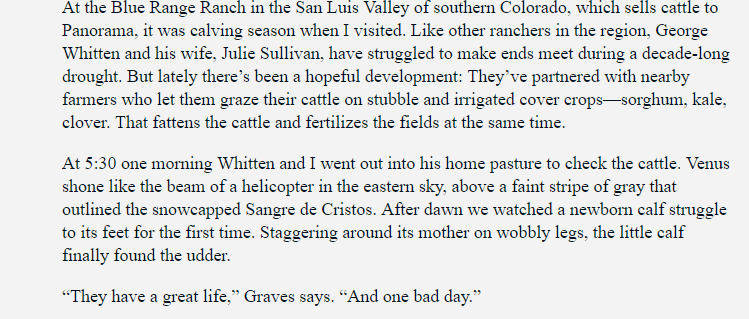 At the Blue Range Ranch in the San Luis Valley of southern Colorado, which sells cattle to
Panorama, it was calving season when I visited. Like other ranchers in the region, George
Whitten and his wife, Julie Sullivan, have struggled to make ends meet during a decade-long
drought. But lately there’s been a hopeful development: They’ve partnered with nearby
farmers who let them graze their cattle on stubble and irrigated cover crops—sorghum, kale,
clover. That fattens the cattle and fertilizes the fields at the same time.
At 5:30 one morning Whitten and I went out into his home pasture to check the cattle. Venus
shone like the beam of a helicopter in the eastern sky, above a faint stripe of gray that
outlined the snowcapped Sangre de Cristos. After dawn we watched a newborn calf struggle
to its feet for the first time. Staggering around its mother on wobbly legs, the little calf
finally found the udder.
“They have a great life,” Graves says. “And one bad day.”